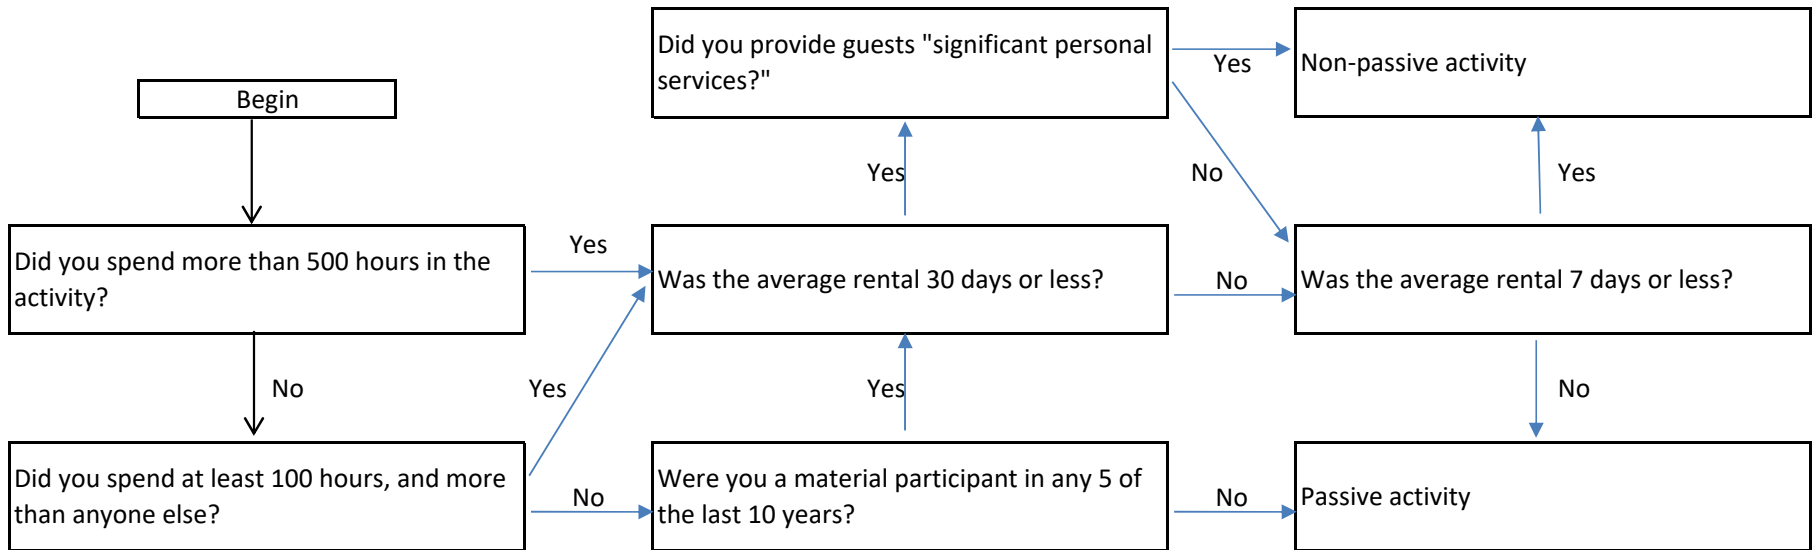 Did you provide guests "significant personal
services?"
Yes
Non-passive activity
Begin
Yes
No
Yes
Did you spend more than 500 hours in the
activity?
Yes
Was the average rental 30 days or less?
No
Was the average rental 7 days or less?
No
Yes
Yes
No
Did you spend at least 100 hours, and more
than anyone else?
No
Were you a material participant in any 5 of
the last 10 years?
No
Passive activity